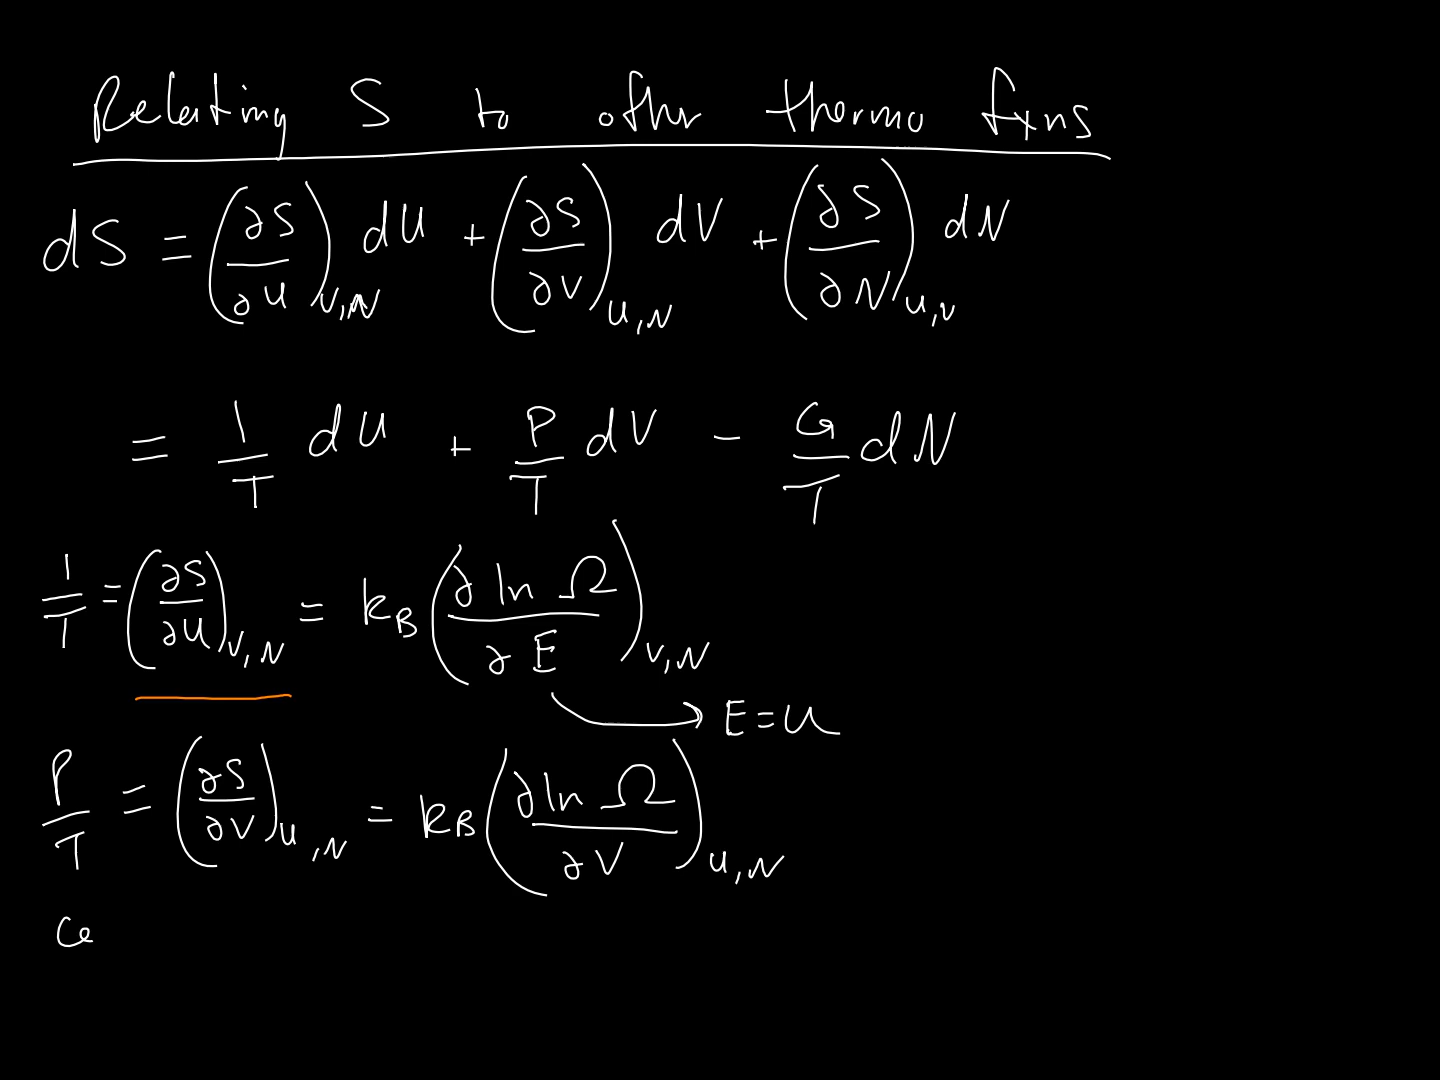 Relating S to other thermo fxns
dS = (∂S/∂U)_{V,N} dU + (∂S/∂V)_{U,N} dV + (∂S/∂N)_{U,V} dN
= 1/T dU + P/T dV - G/T dN
1/T = (∂S/∂U)_{V,N} = k_B (∂ ln Ω/∂E)_{V,N}
→ E = U
P/T = (∂S/∂V)_{U,N} = k_B (∂ ln Ω/∂V)_{U,N}